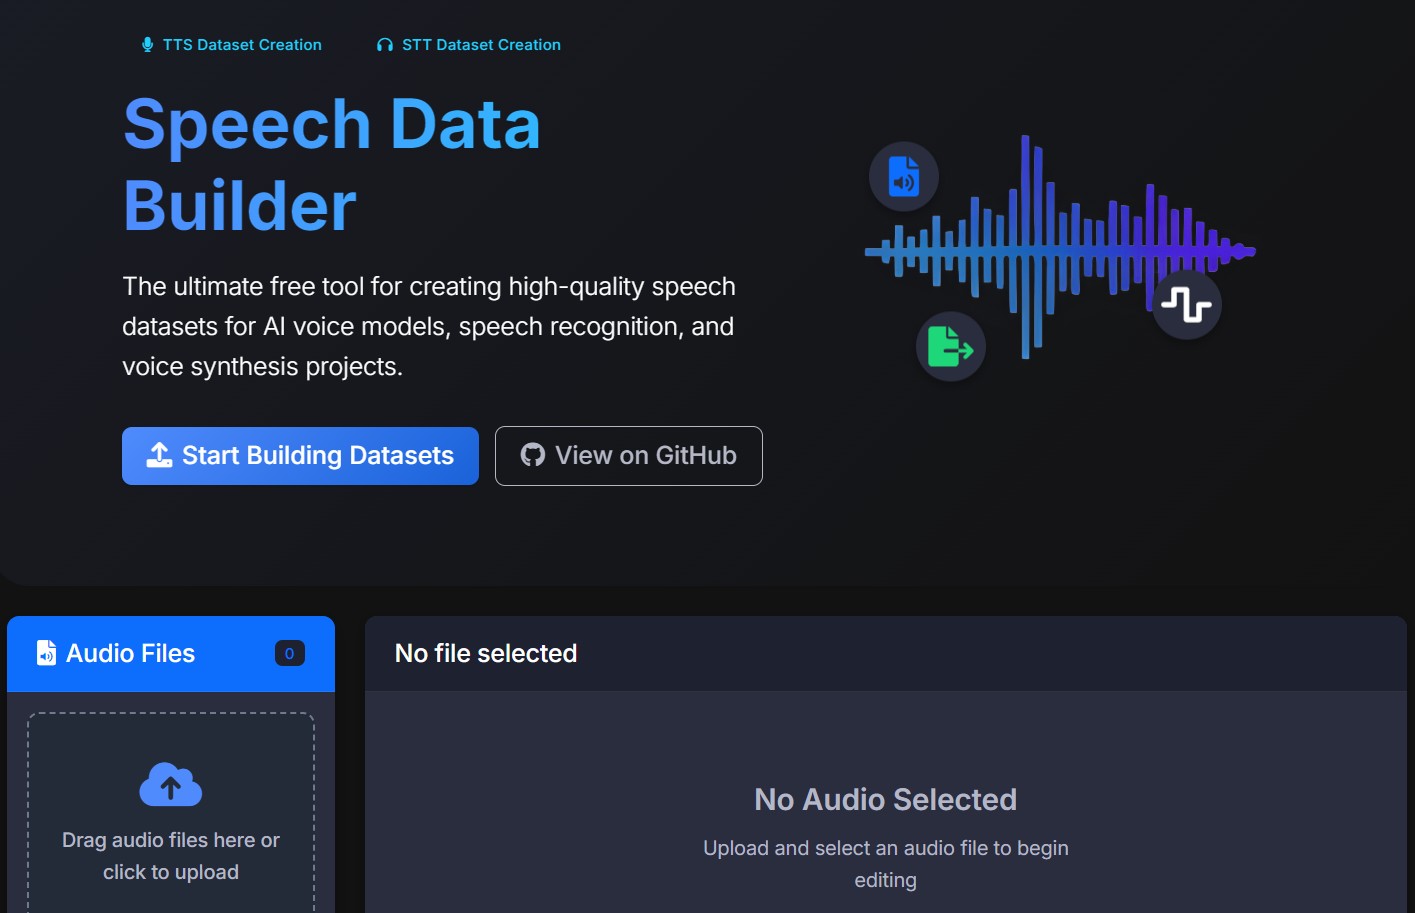 TTS Dataset Creation
STT Dataset Creation
Speech Data
Builder
The ultimate free tool for creating high-quality speech
datasets for AI voice models, speech recognition, and
voice synthesis projects.
Start Building Datasets
View on GitHub
Audio Files
0
Drag audio files here or
click to upload
No file selected
No Audio Selected
Upload and select an audio file to begin
editing